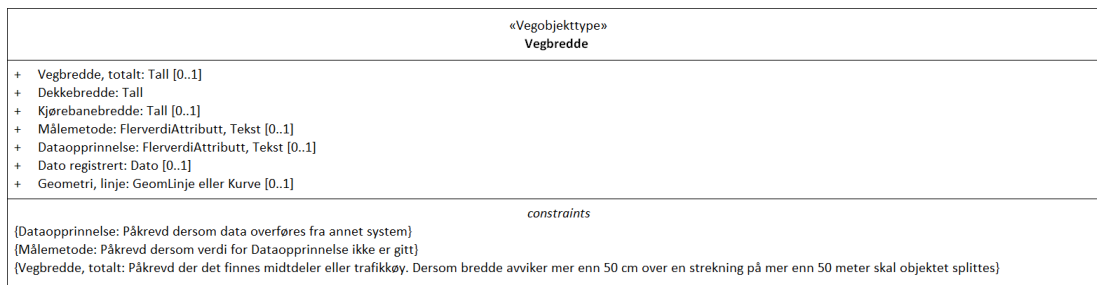 «Vegobjekttype»
Vegbredde
+ Vegbredde, totalt: Tall [0..1]
+ Dekkebredde: Tall
+ Kjørebanebredde: Tall [0..1]
+ Målemetode: FlerverdiAttributt, Tekst [0..1]
+ Dataopprinnelse: FlerverdiAttributt, Tekst [0..1]
+ Dato registrert: Dato [0..1]
+ Geometri, linje: GeomLinje eller Kurve [0..1]
constraints
{Dataopprinnelse: Påkrevd dersom data overføres fra annet system}
{Målemetode: Påkrevd dersom verdi for Dataopprinnelse ikke er gitt}
{Vegbredde, totalt: Påkrevd der det finnes midtdeler eller trafikkøy. Dersom bredde avviker mer enn 50 cm over en strekning på mer enn 50 meter skal objektet splittes}